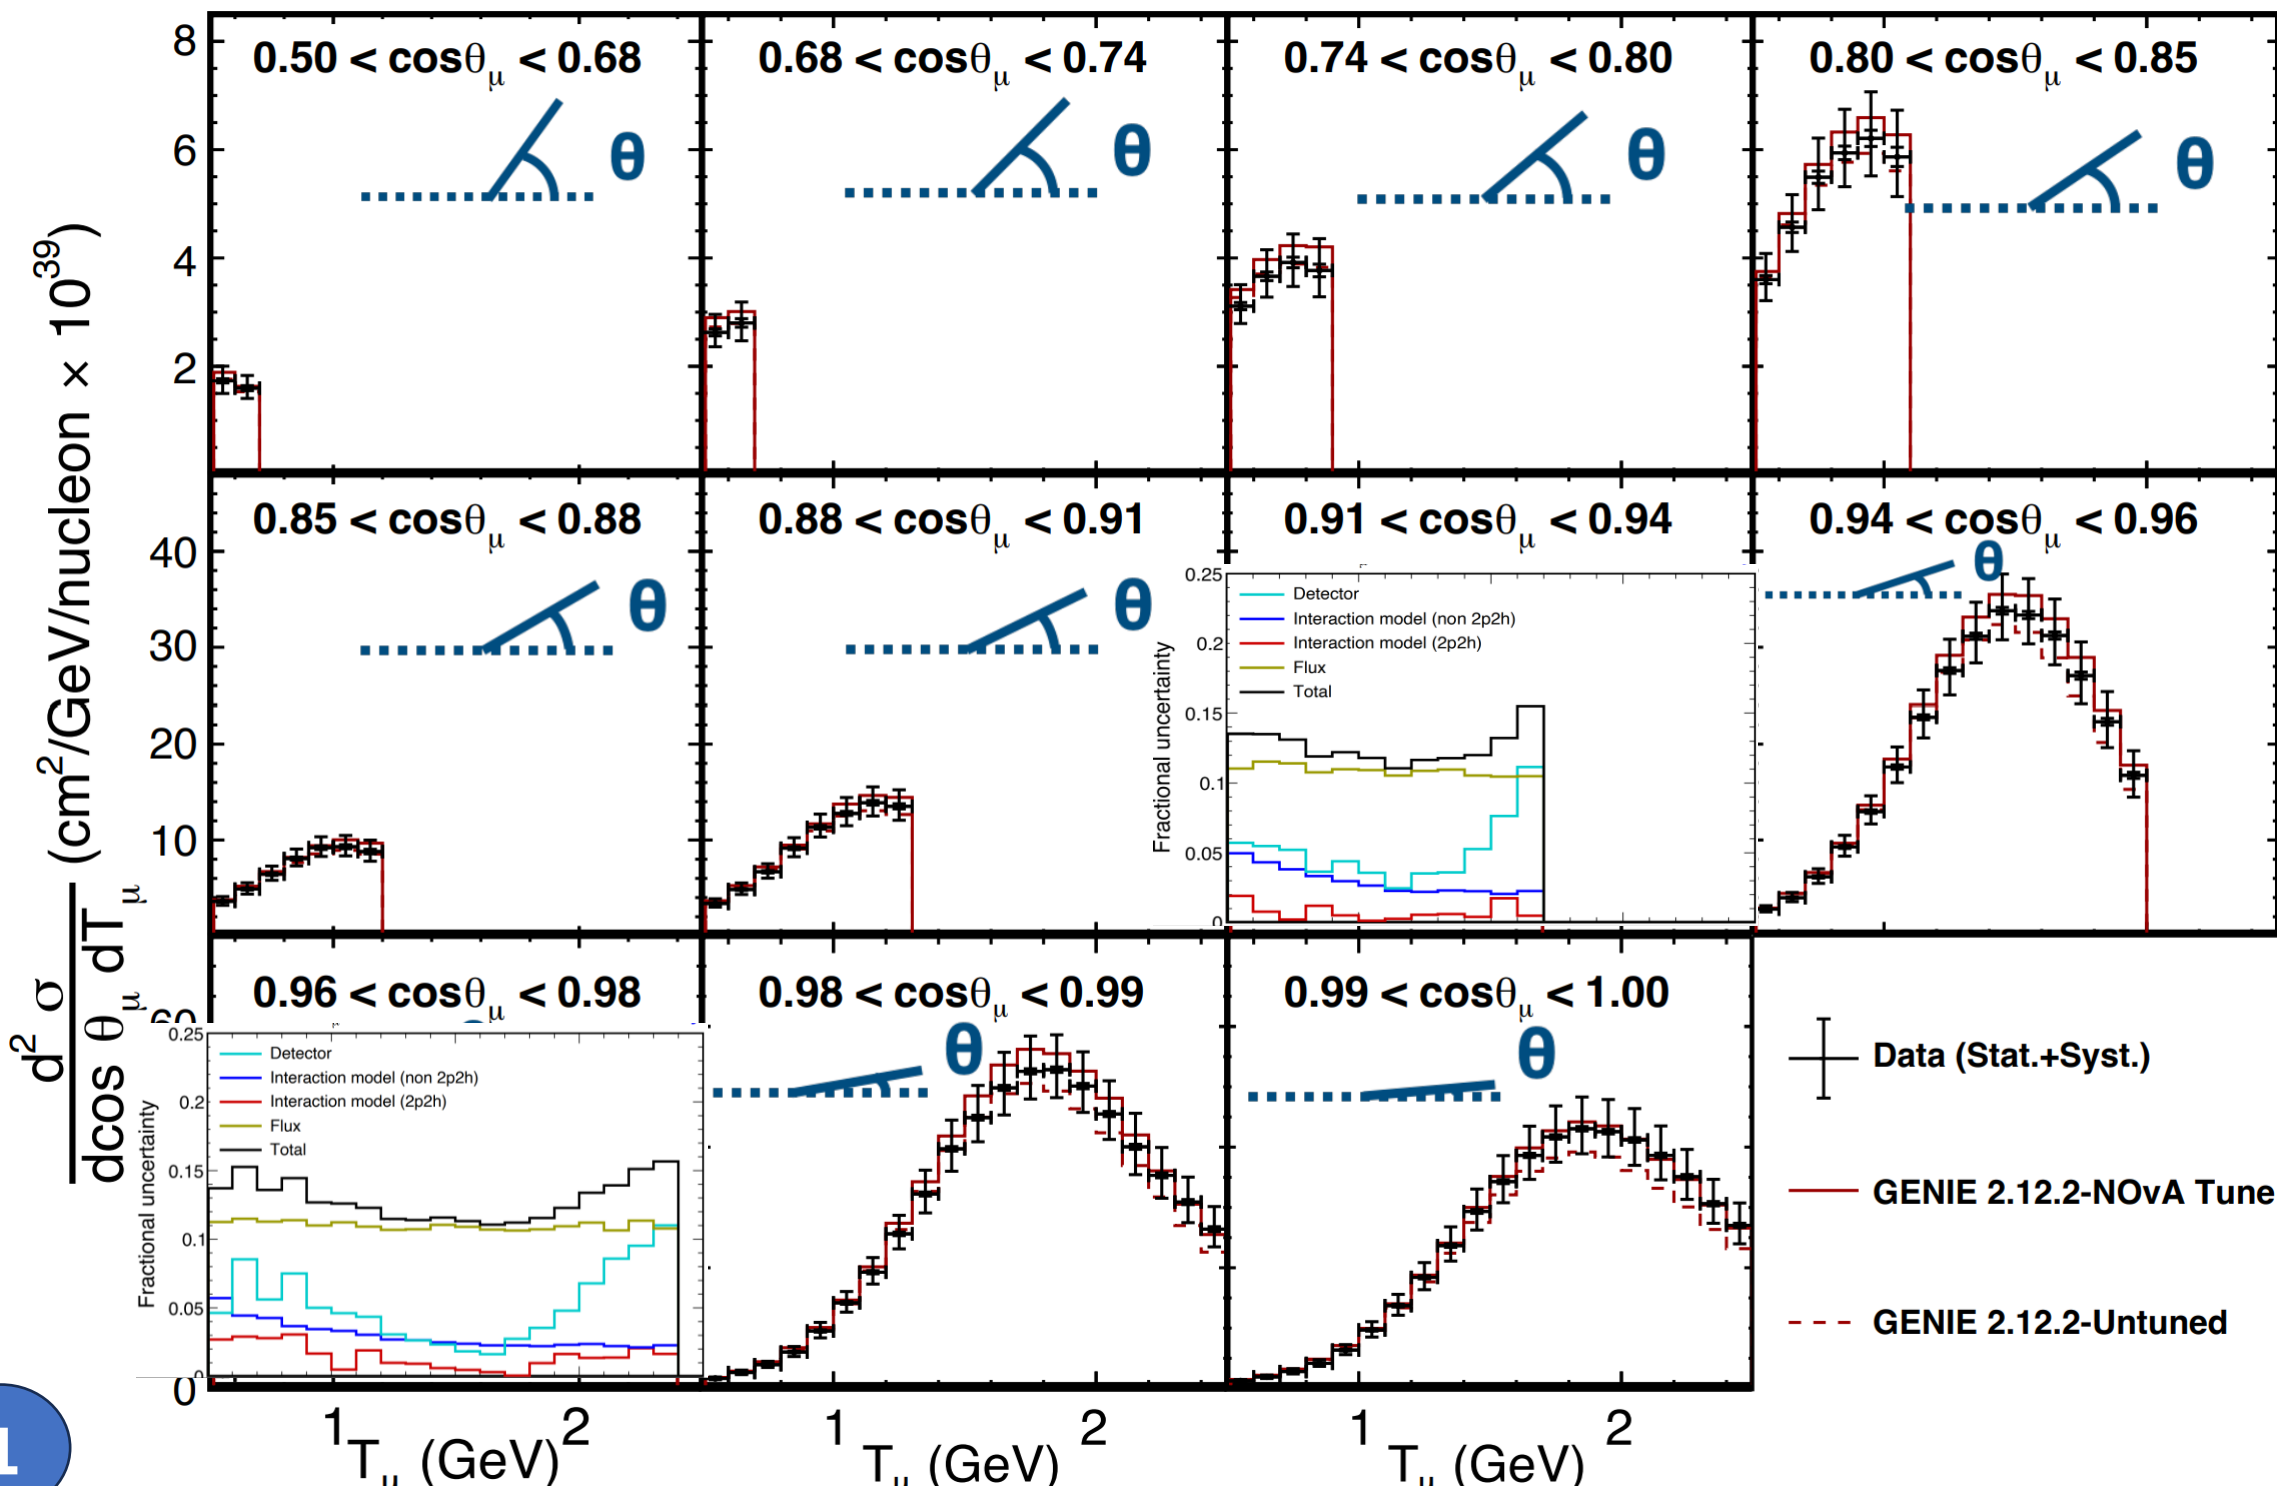 0.50 < cosθμ < 0.68
0.68 < cosθμ < 0.74
0.74 < cosθμ < 0.80
0.80 < cosθμ < 0.85
8
6
4
2
θ
θ
θ
θ
0.85 < cosθμ < 0.88
0.88 < cosθμ < 0.91
0.91 < cosθμ < 0.94
0.94 < cosθμ < 0.96
40
30
20
10
θ
θ
θ
0.25
0.2
0.15
0.1
0.05
0
Fractional uncertainty
Detector
Interaction model (non 2p2h)
Interaction model (2p2h)
Flux
Total
d²σ / dcos θμ dTμ (cm²/GeV/nucleon × 10³⁹)
0.96 < cosθμ < 0.98
0.98 < cosθμ < 0.99
0.99 < cosθμ < 1.00
60
0
0.25
0.2
0.15
0.1
0.05
0
Fractional uncertainty
Detector
Interaction model (non 2p2h)
Interaction model (2p2h)
Flux
Total
θ
θ
Data (Stat.+Syst.)
GENIE 2.12.2-NOvA Tune
GENIE 2.12.2-Untuned
1 2
1 2
1 2
Tμ (GeV)
Tμ (GeV)
Tμ (GeV)
1